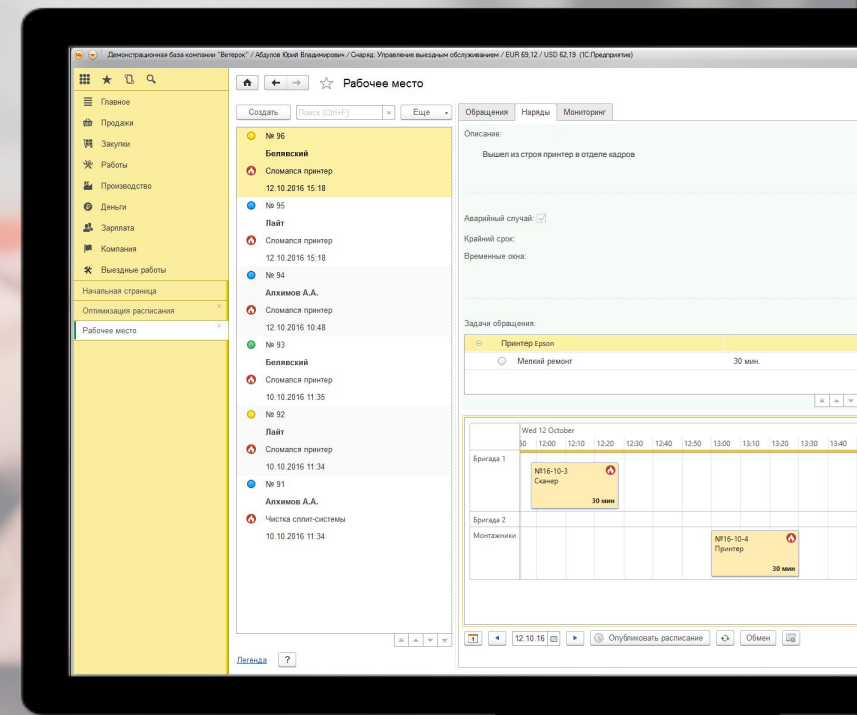 Демонстрационная база компании "Ветерок" / Абдулов Юрий Владимирович / Снаряд: Управление выездным обслуживанием / EUR 69,12 / USD 62,19 (1С:Предприятие)
Главное
Продажи
Закупки
Работы
Производство
Деньги
Зарплата
Компания
Выездные работы
Начальная страница
Оптимизация расписания
Рабочее место
Рабочее место
Создать
Поиск (Ctrl+F)
×
Еще
№ 96
Белявский
Сломался принтер
12.10.2016 15:18
№ 95
Лайт
Сломался принтер
12.10.2016 15:18
№ 94
Алхимов А.А.
Сломался принтер
12.10.2016 10:48
№ 93
Белявский
Сломался принтер
10.10.2016 11:35
№ 92
Лайт
Сломался принтер
10.10.2016 11:34
№ 91
Алхимов А.А.
Чистка сплит-системы
10.10.2016 11:34
Легенда ?
Обращения Наряды Мониторинг
Описание:
Вышел из строя принтер в отделе кадров
Аварийный случай:
Крайний срок:
Временные окна:
Задачи обращения:
Принтер Epson
Мелкий ремонт 30 мин.
Wed 12 October
50 12:00 12:10 12:20 12:30 12:40 12:50 13:00 13:10 13:20 13:30 13:40
Бригада 1
№16-10-3
Сканер
30 мин
Бригада 2
Монтажники
№16-10-4
Принтер
30 мин
1 12.10.16 Опубликовать расписание Обмен